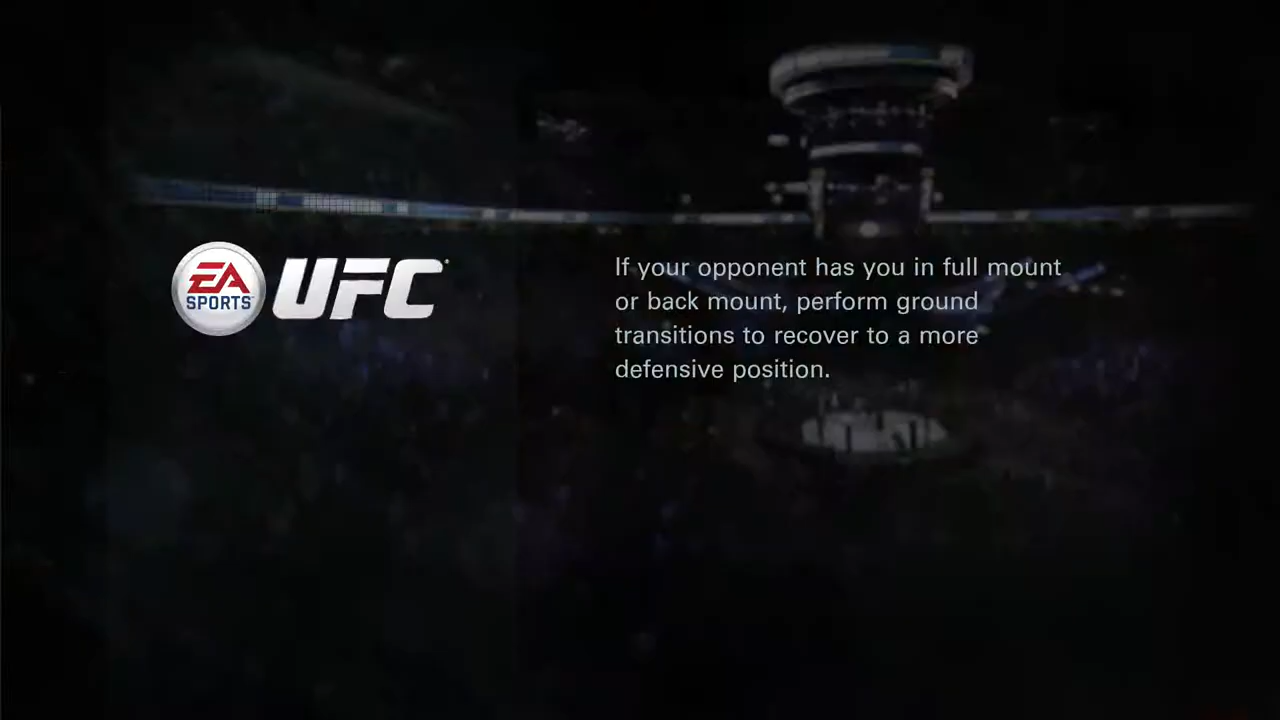 EA
SPORTS
UFC
If your opponent has you in full mount
or back mount, perform ground
transitions to recover to a more
defensive position.